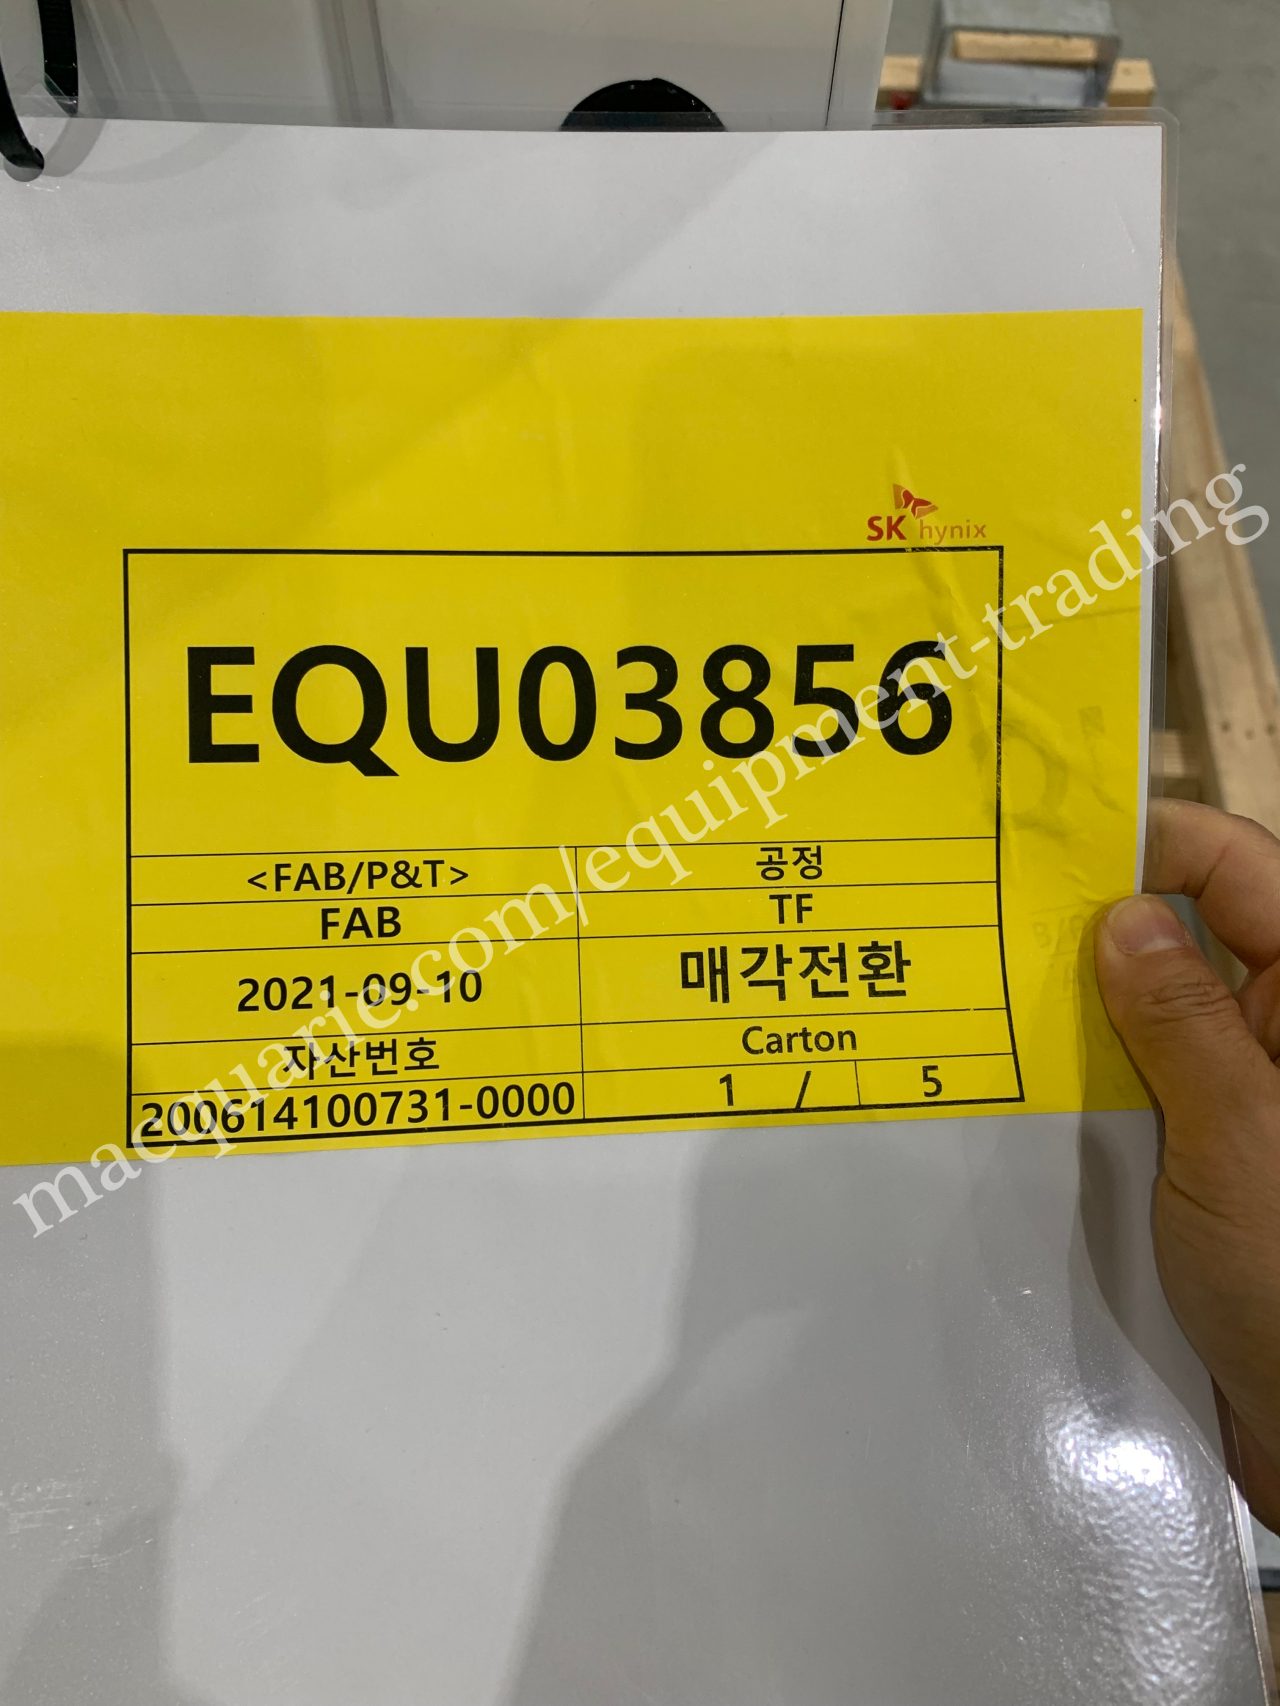 SK hynix
EQU03856
<FAB/P&T> 공정
FAB TF
2021-09-10 매각전환
자산번호 Carton
200614100731-0000 1 / 5
macquarie.com/equipment-trading